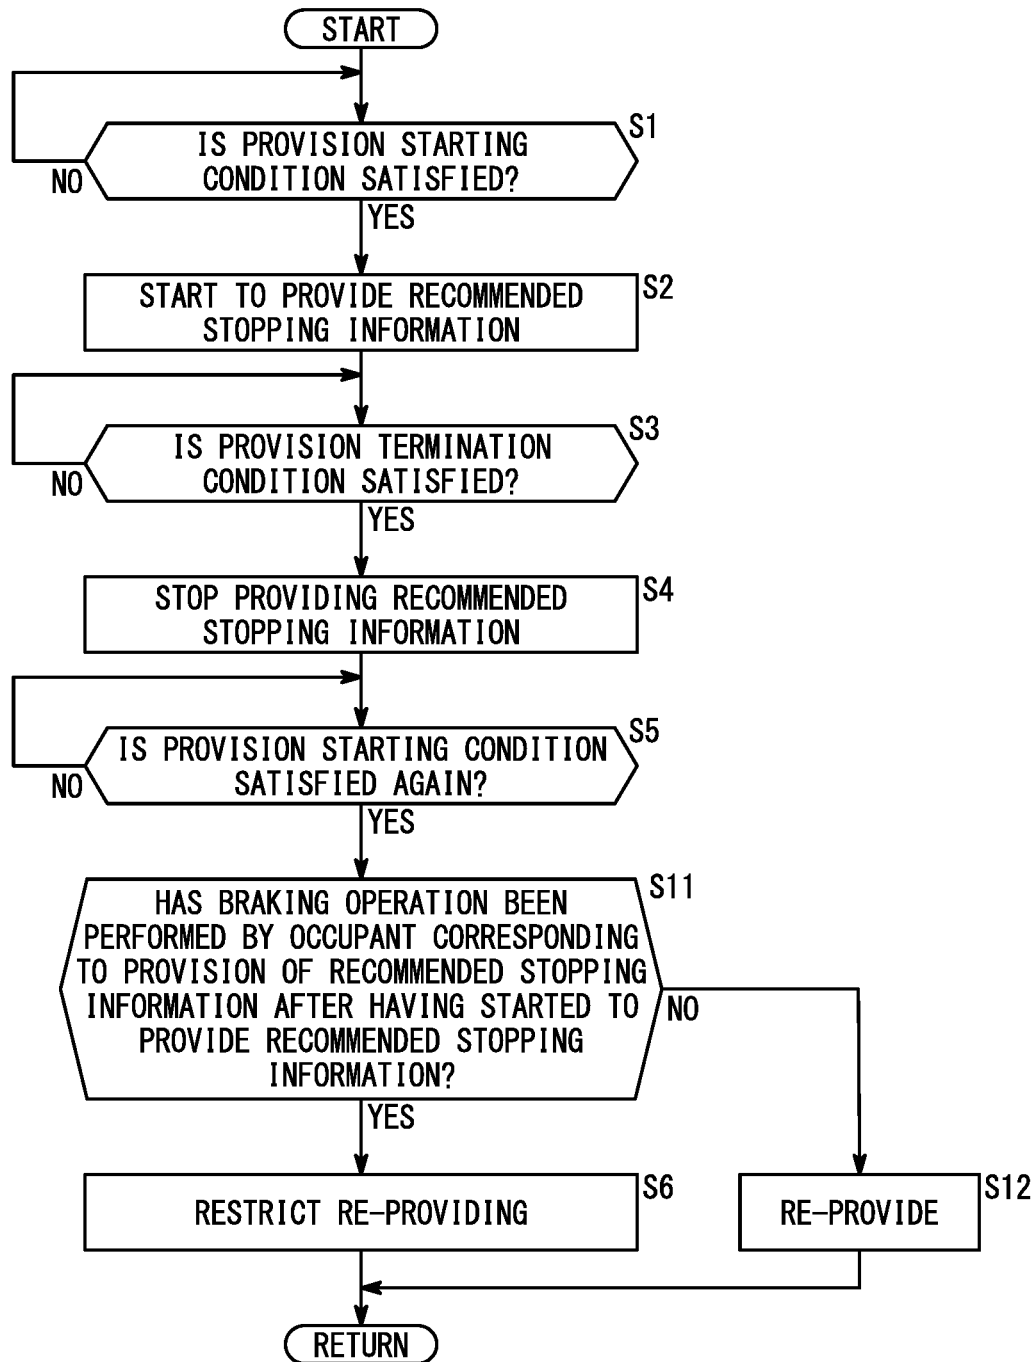 START
S1
IS PROVISION STARTING
CONDITION SATISFIED?
NO
YES
S2
START TO PROVIDE RECOMMENDED
STOPPING INFORMATION
S3
IS PROVISION TERMINATION
CONDITION SATISFIED?
NO
YES
S4
STOP PROVIDING RECOMMENDED
STOPPING INFORMATION
S5
IS PROVISION STARTING CONDITION
SATISFIED AGAIN?
NO
YES
S11
HAS BRAKING OPERATION BEEN
PERFORMED BY OCCUPANT CORRESPONDING
TO PROVISION OF RECOMMENDED STOPPING
INFORMATION AFTER HAVING STARTED TO
PROVIDE RECOMMENDED STOPPING
INFORMATION?
NO
YES
S6
RESTRICT RE-PROVIDING
S12
RE-PROVIDE
RETURN